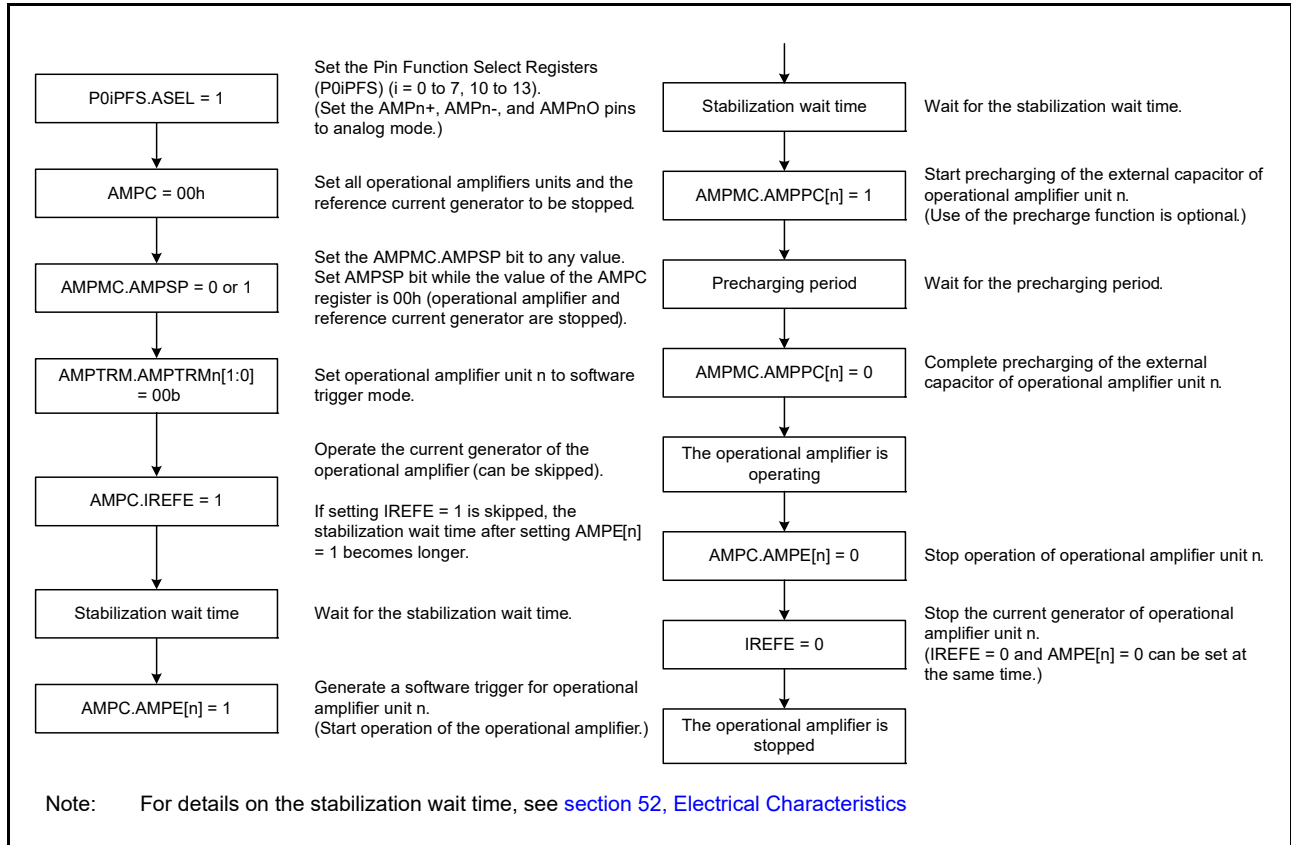 P0iPFS.ASEL = 1
Set the Pin Function Select Registers
(P0iPFS) (i = 0 to 7, 10 to 13).
(Set the AMPn+, AMPn-, and AMPnO pins
to analog mode.)
AMPC = 00h
Set all operational amplifiers units and the
reference current generator to be stopped.
AMPMC.AMPSP = 0 or 1
Set the AMPMC.AMPSP bit to any value.
Set AMPSP bit while the value of the AMPC
register is 00h (operational amplifier and
reference current generator are stopped).
AMPTRM.AMPTRMn[1:0]
= 00b
Set operational amplifier unit n to software
trigger mode.
AMPC.IREFE = 1
Operate the current generator of the
operational amplifier (can be skipped).
If setting IREFE = 1 is skipped, the
stabilization wait time after setting AMPE[n]
= 1 becomes longer.
Stabilization wait time
Wait for the stabilization wait time.
AMPC.AMPE[n] = 1
Generate a software trigger for operational
amplifier unit n.
(Start operation of the operational amplifier.)
Stabilization wait time
Wait for the stabilization wait time.
AMPMC.AMPPC[n] = 1
Start precharging of the external capacitor of
operational amplifier unit n.
(Use of the precharge function is optional.)
Precharging period
Wait for the precharging period.
AMPMC.AMPPC[n] = 0
Complete precharging of the external
capacitor of operational amplifier unit n.
The operational amplifier is
operating
AMPC.AMPE[n] = 0
Stop operation of operational amplifier unit n.
IREFE = 0
Stop the current generator of operational
amplifier unit n.
(IREFE = 0 and AMPE[n] = 0 can be set at
the same time.)
The operational amplifier is
stopped
Note: For details on the stabilization wait time, see section 52, Electrical Characteristics